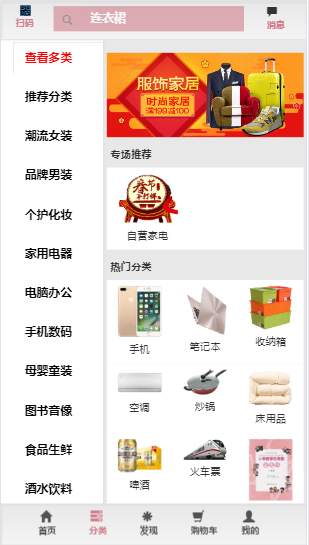 扫码
连衣裙
消息
查看多类
推荐分类
潮流女装
品牌男装
个护化妆
家用电器
电脑办公
手机数码
母婴童装
图书音像
食品生鲜
酒水饮料
服饰家居
时尚家居
满199减100
专场推荐
春节
不打烊
自营家电
热门分类
手机
笔记本
收纳箱
空调
炒锅
床用品
啤酒
火车票
首页
分类
发现
购物车
我的